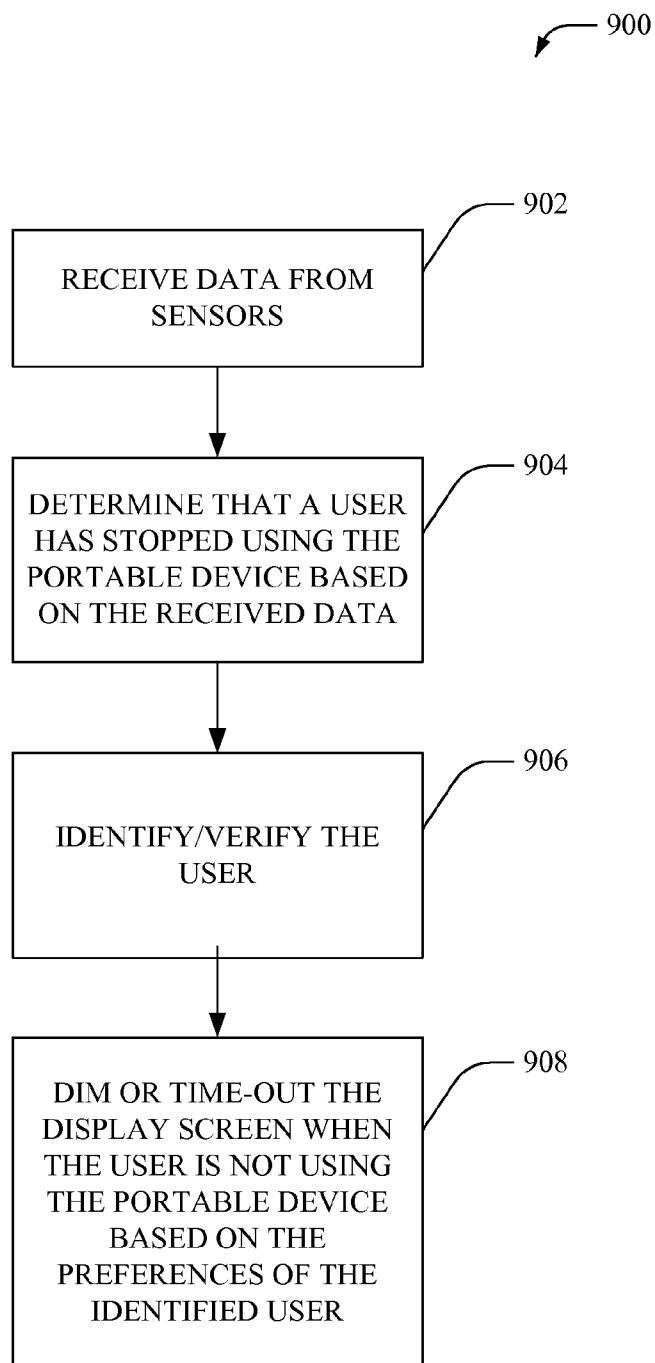 900
902
RECEIVE DATA FROM
SENSORS
904
DETERMINE THAT A USER
HAS STOPPED USING THE
PORTABLE DEVICE BASED
ON THE RECEIVED DATA
906
IDENTIFY/VERIFY THE
USER
908
DIM OR TIME-OUT THE
DISPLAY SCREEN WHEN
THE USER IS NOT USING
THE PORTABLE DEVICE
BASED ON THE
PREFERENCES OF THE
IDENTIFIED USER